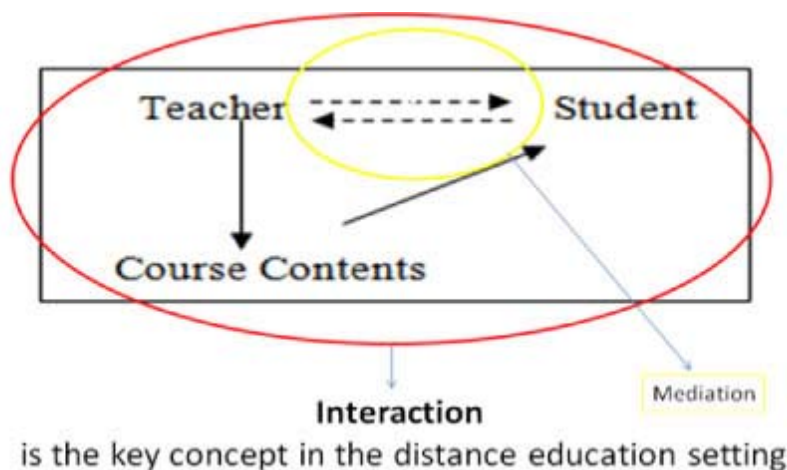 Teacher Student
Course Contents
Mediation
Interaction
is the key concept in the distance education setting